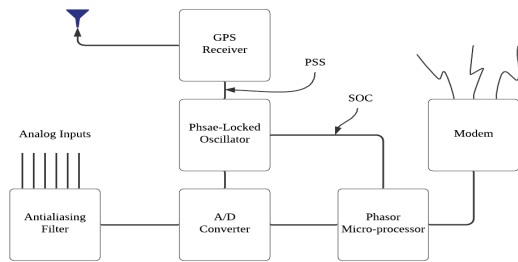 GPS
Receiver
PSS
SOC
Phsae-Locked
Oscillator
Modem
Analog Inputs
Antialiasing
Filter
A/D
Converter
Phasor
Micro-processor